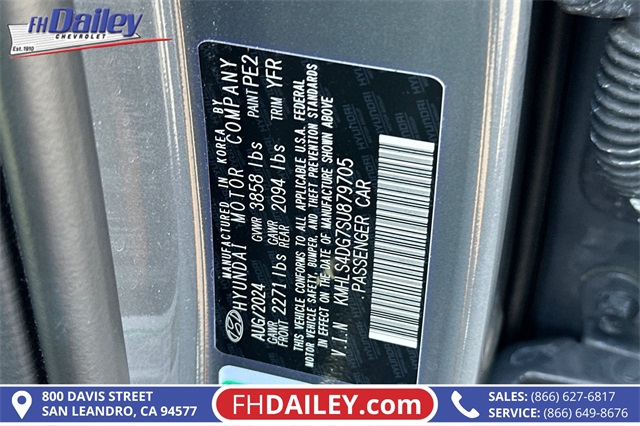 FH Dailey
CHEVROLET
Est. 1910
MANUFACTURED IN KOREA BY
HYUNDAI MOTOR COMPANY
AUG/2024 GVWR 3858 lbs PAINT PE2
GAWR FRONT 2271 lbs GAWR REAR 2094 lbs TRIM YFR
THIS VEHICLE CONFORMS TO ALL APPLICABLE U.S.A. FEDERAL
MOTOR VEHICLE SAFETY, BUMPER, AND THEFT PREVENTION STANDARDS
IN EFFECT ON THE DATE OF MANUFACTURE SHOWN ABOVE
V.I.N KMHLS4DG7SU879705
PASSENGER CAR
800 DAVIS STREET
SAN LEANDRO, CA 94577
FHDAILEY.com
SALES: (866) 627-6817
SERVICE: (866) 649-8676